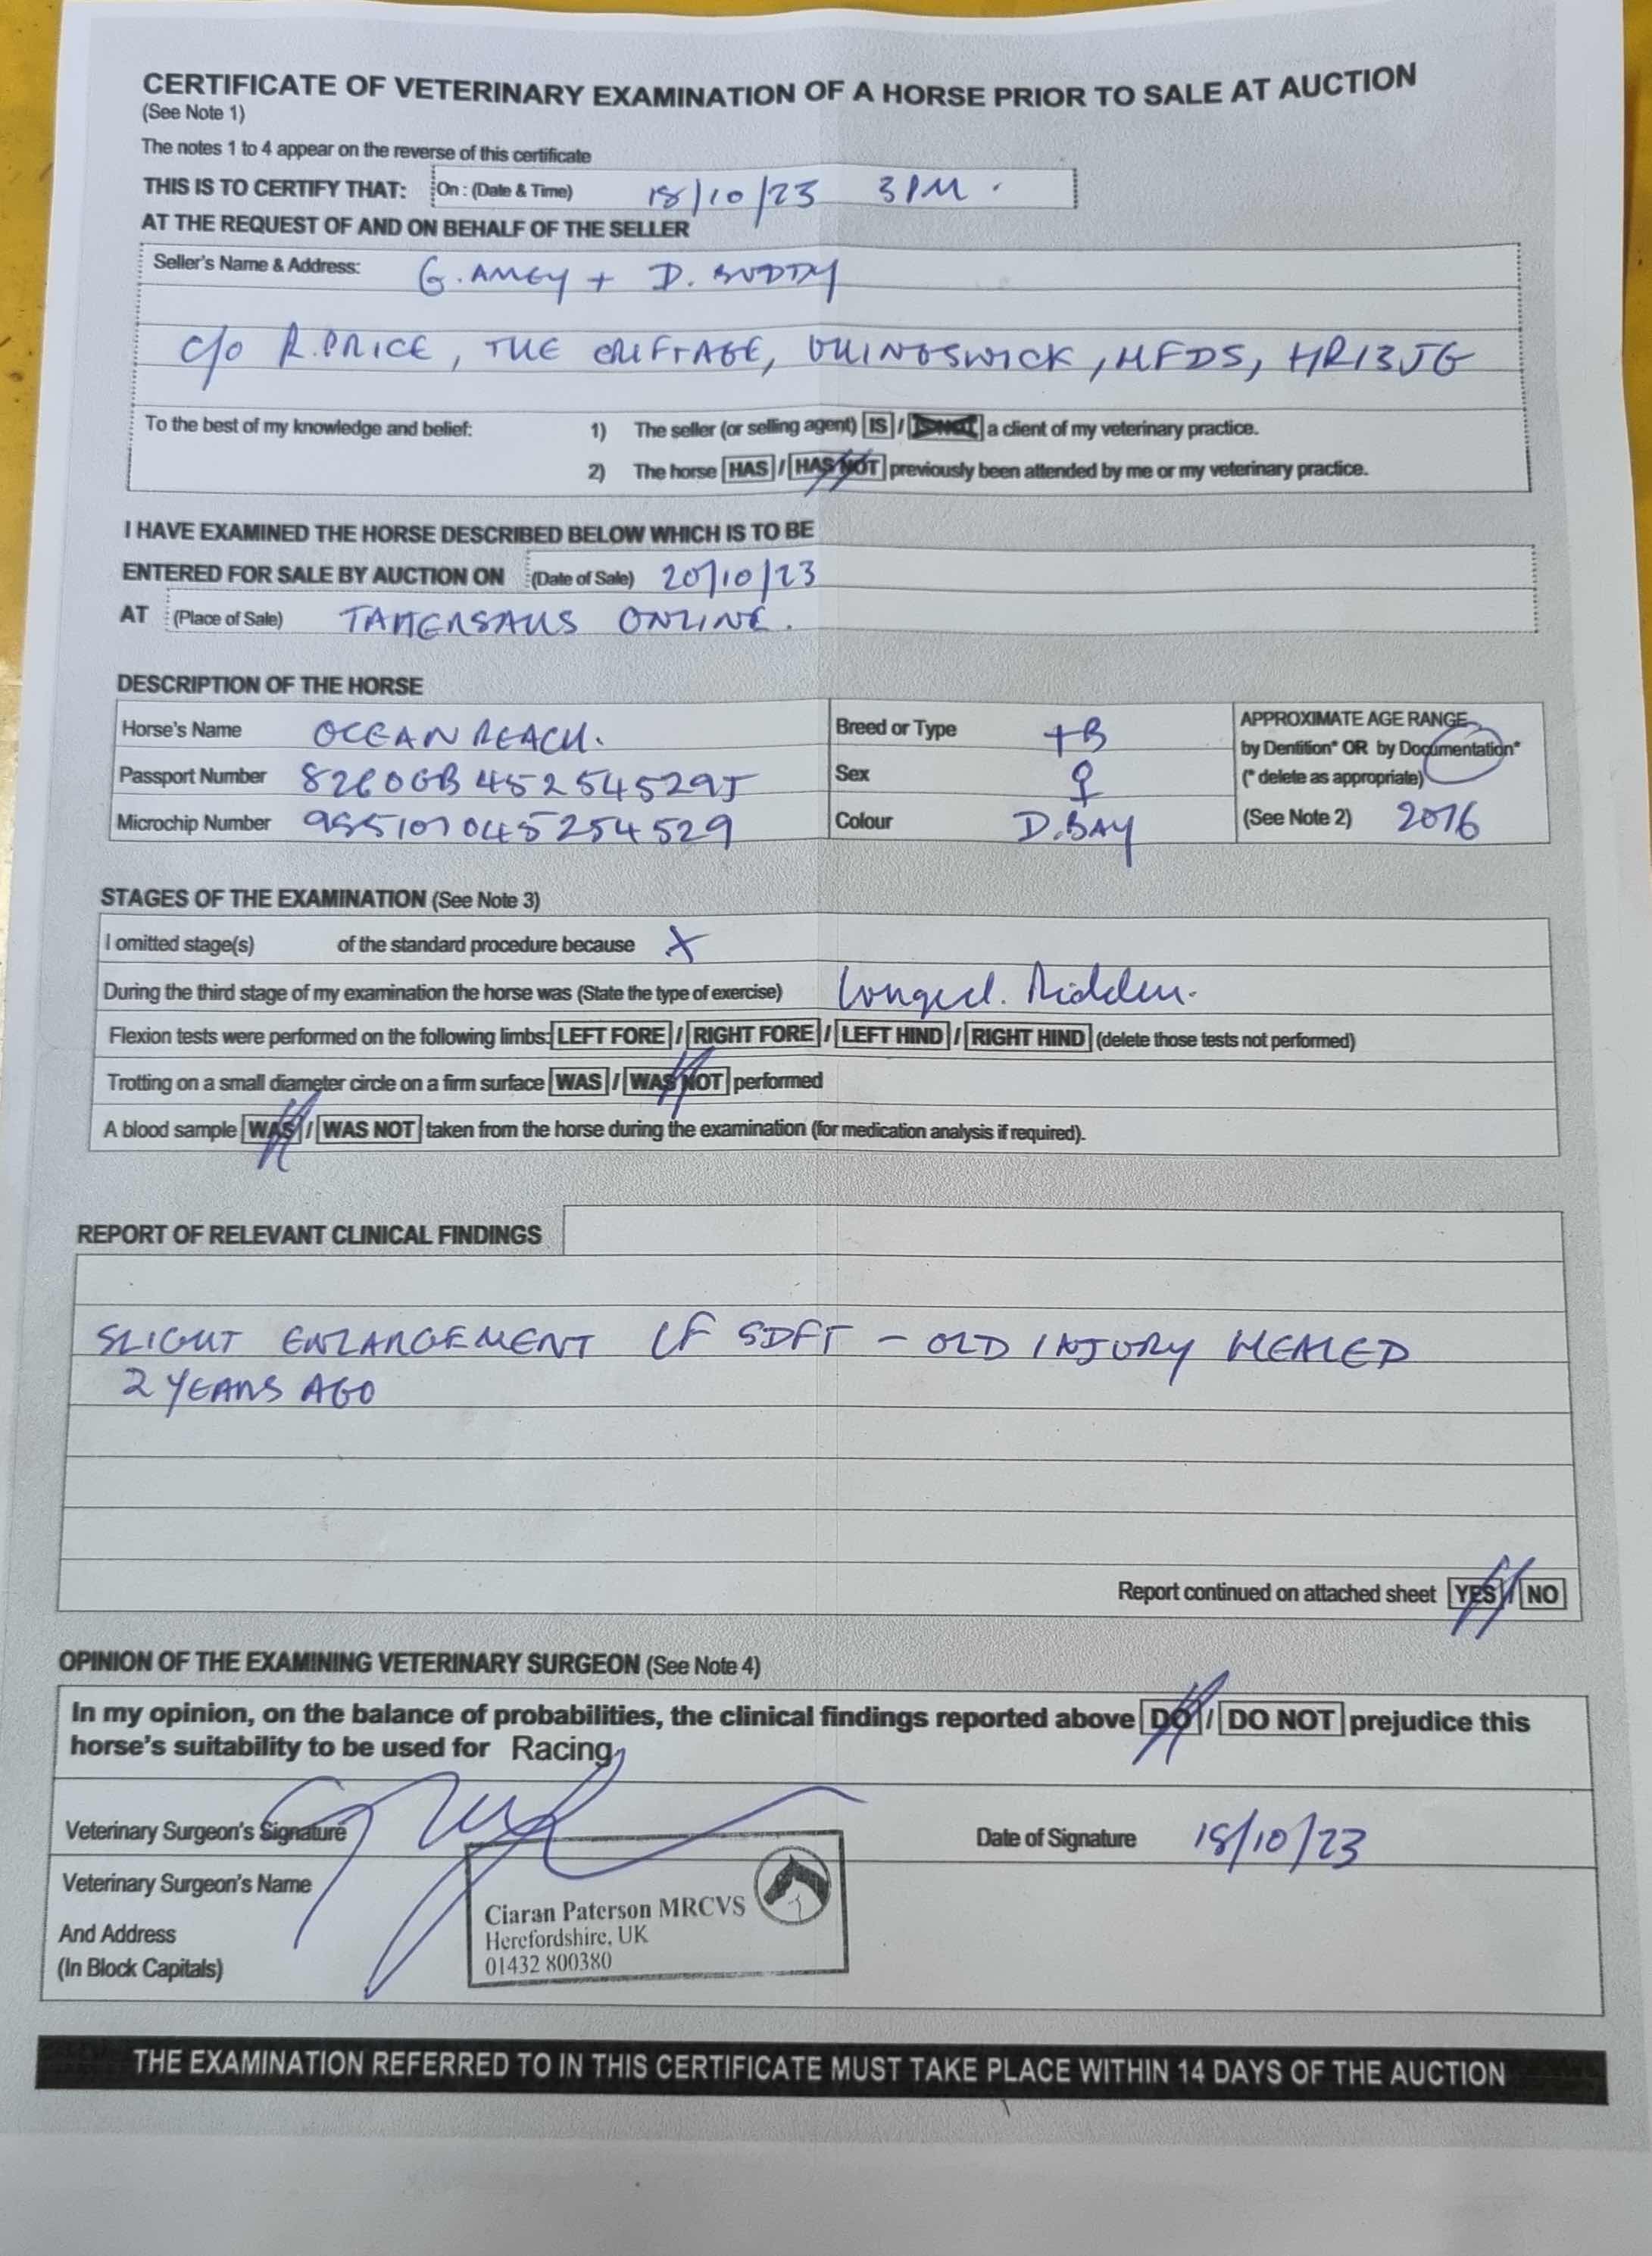 CERTIFICATE OF VETERINARY EXAMINATION OF A HORSE PRIOR TO SALE AT AUCTION
(See Note 1)
The notes 1 to 4 appear on the reverse of this certificate
THIS IS TO CERTIFY THAT: On : (Date & Time) 18/10/23 3PM.
AT THE REQUEST OF AND ON BEHALF OF THE SELLER
Seller's Name & Address: G. AMEY + D. BUDDY
c/o R. PRICE, THE CRIFTAGE, ULLINGSWICK, HFDS, HR13JG
To the best of my knowledge and belief: 1) The seller (or selling agent) IS / IS NOT a client of my veterinary practice.
2) The horse HAS / HAS NOT previously been attended by me or my veterinary practice.
I HAVE EXAMINED THE HORSE DESCRIBED BELOW WHICH IS TO BE
ENTERED FOR SALE BY AUCTION ON (Date of Sale) 20/10/23
AT (Place of Sale) TATTERSALLS ONLINE.
DESCRIPTION OF THE HORSE
Horse's Name OCEAN REACH.
Passport Number 8260GB45254529J
Microchip Number 985101045254529
Breed or Type TB
Sex ♀
Colour D.BAY
APPROXIMATE AGE RANGE
by Dentition* OR by Documentation*
(* delete as appropriate)
(See Note 2) 2016
STAGES OF THE EXAMINATION (See Note 3)
I omitted stage(s) of the standard procedure because X
During the third stage of my examination the horse was (State the type of exercise) Lunged. Ridden.
Flexion tests were performed on the following limbs: LEFT FORE / RIGHT FORE / LEFT HIND / RIGHT HIND (delete those tests not performed)
Trotting on a small diameter circle on a firm surface WAS / WAS NOT performed
A blood sample WAS / WAS NOT taken from the horse during the examination (for medication analysis if required).
REPORT OF RELEVANT CLINICAL FINDINGS
SLIGHT ENLARGEMENT LF SDFT - OLD INJURY HEALED
2 YEARS AGO
Report continued on attached sheet YES / NO
OPINION OF THE EXAMINING VETERINARY SURGEON (See Note 4)
In my opinion, on the balance of probabilities, the clinical findings reported above DO / DO NOT prejudice this
horse's suitability to be used for Racing
Veterinary Surgeon's Signature
Date of Signature 18/10/23
Veterinary Surgeon's Name
And Address
(In Block Capitals)
Ciaran Paterson MRCVS
Herefordshire, UK
01432 800380
THE EXAMINATION REFERRED TO IN THIS CERTIFICATE MUST TAKE PLACE WITHIN 14 DAYS OF THE AUCTION